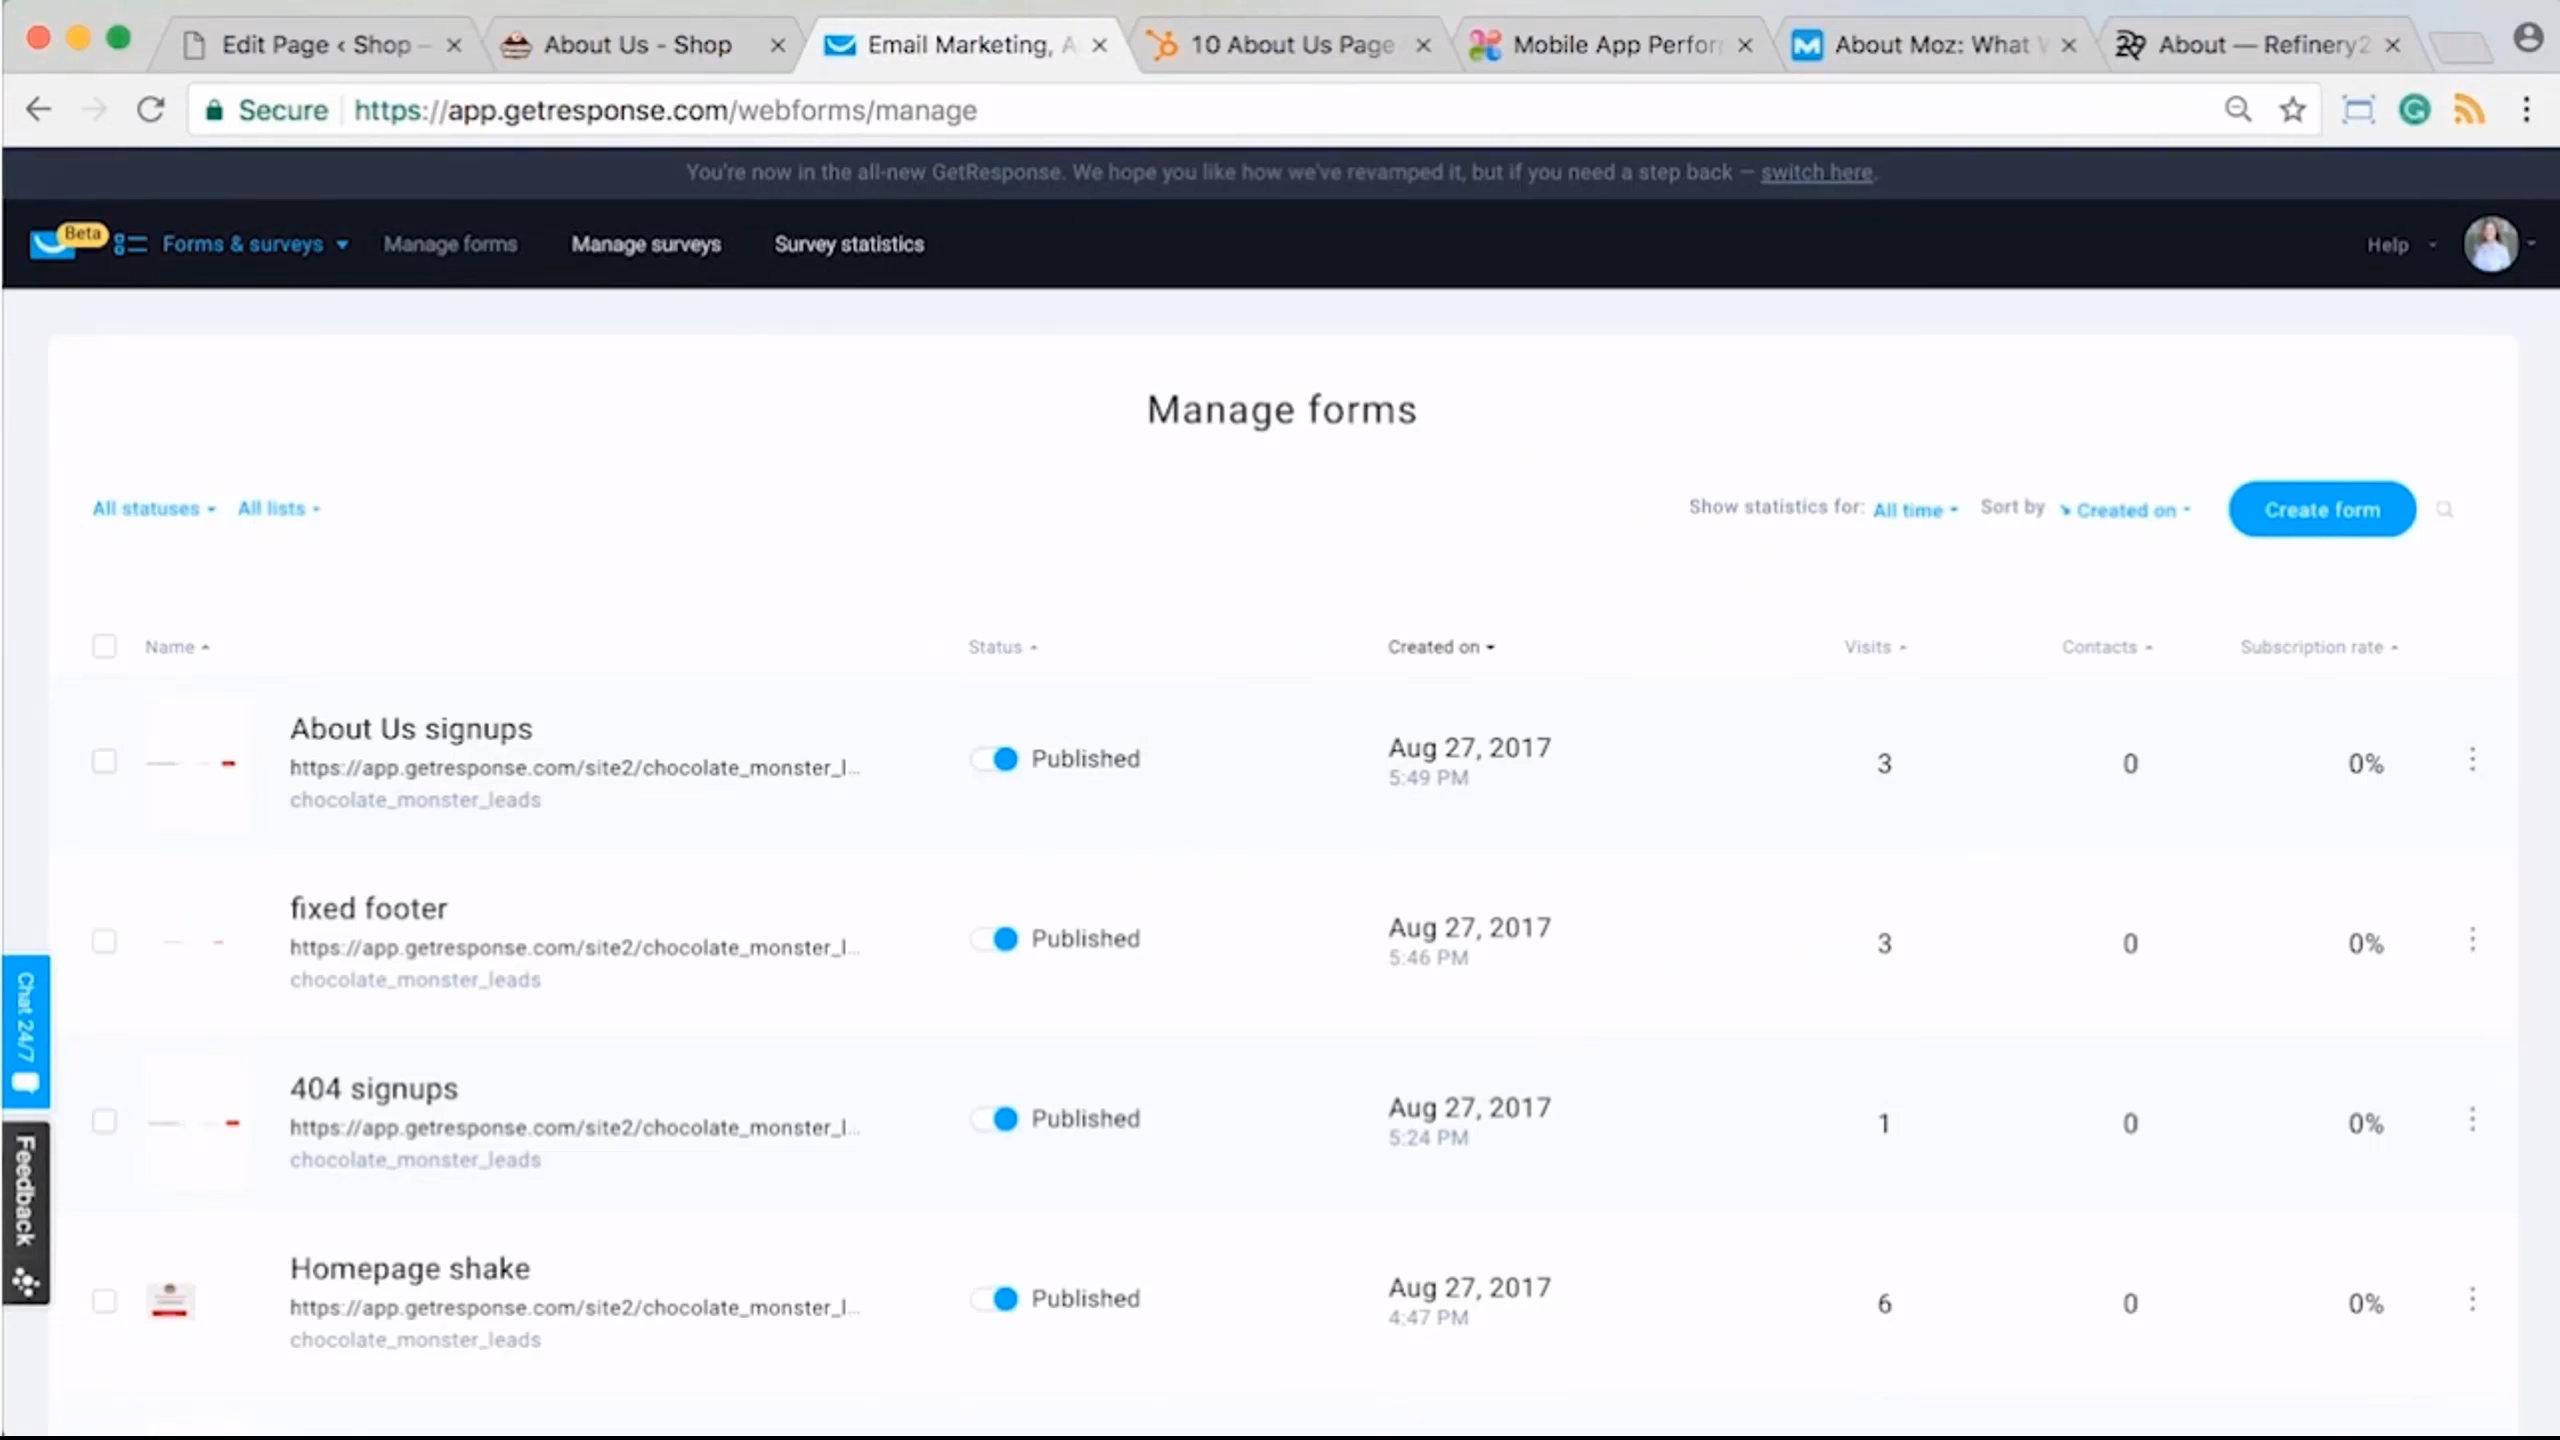 Edit Page ‹ Shop –
About Us - Shop
Email Marketing, A
10 About Us Page
Mobile App Perfor
About Moz: What W
About — Refinery2
Secure https://app.getresponse.com/webforms/manage
You're now in the all-new GetResponse. We hope you like how we've revamped it, but if you need a step back – switch here.
Beta Forms & surveys Manage forms Manage surveys Survey statistics Help
Manage forms
All statuses All lists Show statistics for: All time Sort by Created on Create form
Name Status Created on Visits Contacts Subscription rate
About Us signups
https://app.getresponse.com/site2/chocolate_monster_l...
chocolate_monster_leads
Published
Aug 27, 2017
5:49 PM
3 0 0%
fixed footer
https://app.getresponse.com/site2/chocolate_monster_l...
chocolate_monster_leads
Published
Aug 27, 2017
5:46 PM
3 0 0%
404 signups
https://app.getresponse.com/site2/chocolate_monster_l...
chocolate_monster_leads
Published
Aug 27, 2017
5:24 PM
1 0 0%
Homepage shake
https://app.getresponse.com/site2/chocolate_monster_l...
chocolate_monster_leads
Published
Aug 27, 2017
4:47 PM
6 0 0%
Chat 24/7
Feedback